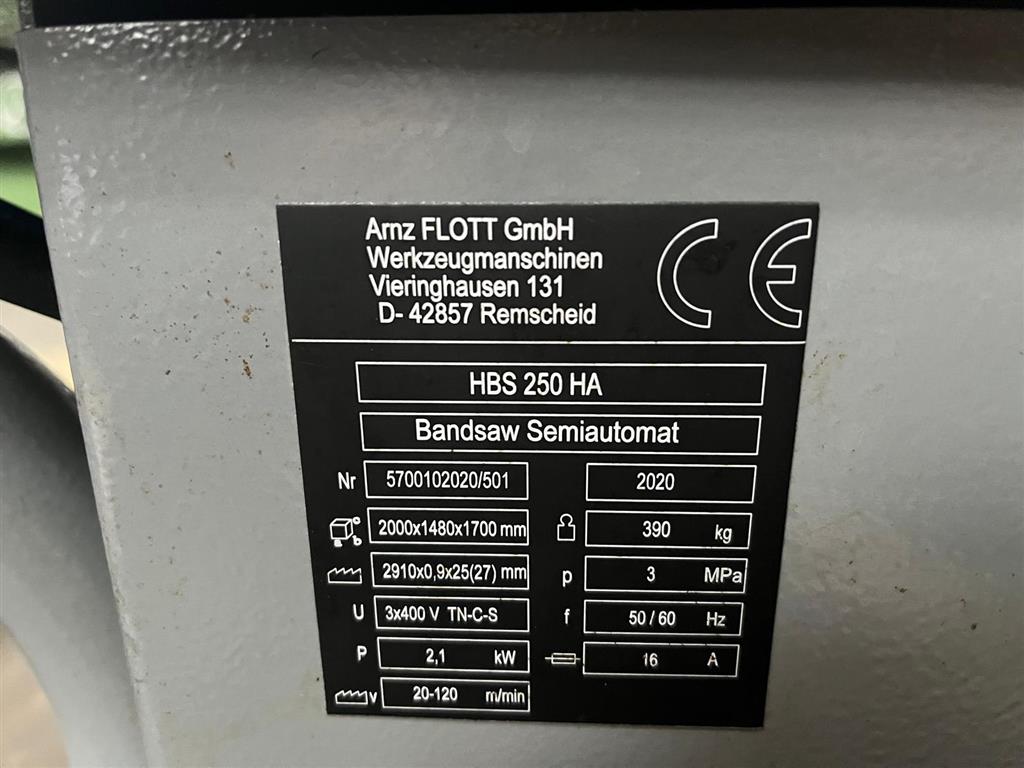 Arnz FLOTT GmbH
Werkzeugmanschinen
Vieringhausen 131
D- 42857 Remscheid
CE
HBS 250 HA
Bandsaw Semiautomat
Nr 5700102020/501 2020
2000x1480x1700 mm 390 kg
2910x0,9x25(27) mm p 3 MPa
U 3x400 V TN-C-S f 50 / 60 Hz
P 2,1 kW 16 A
v 20-120 m/min